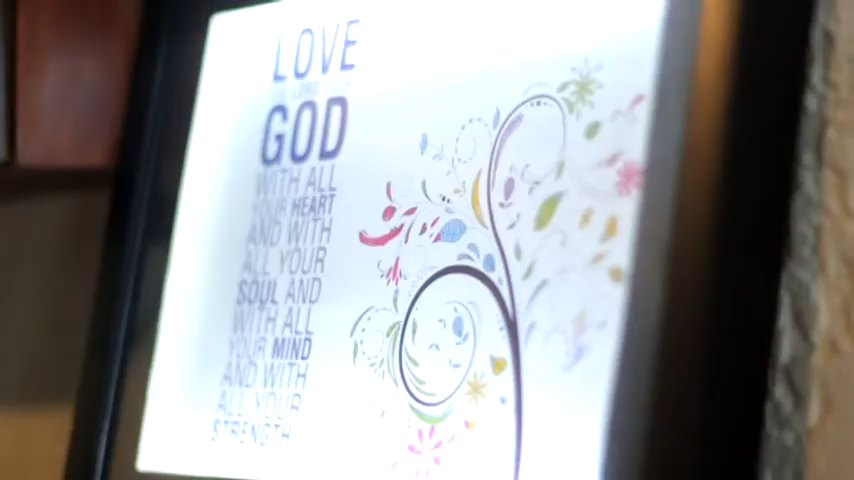 LOVE
LORD
GOD
WITH ALL
YOUR HEART
AND WITH
ALL YOUR
SOUL AND
WITH ALL
YOUR MIND
AND WITH
ALL YOUR
STRENGTH